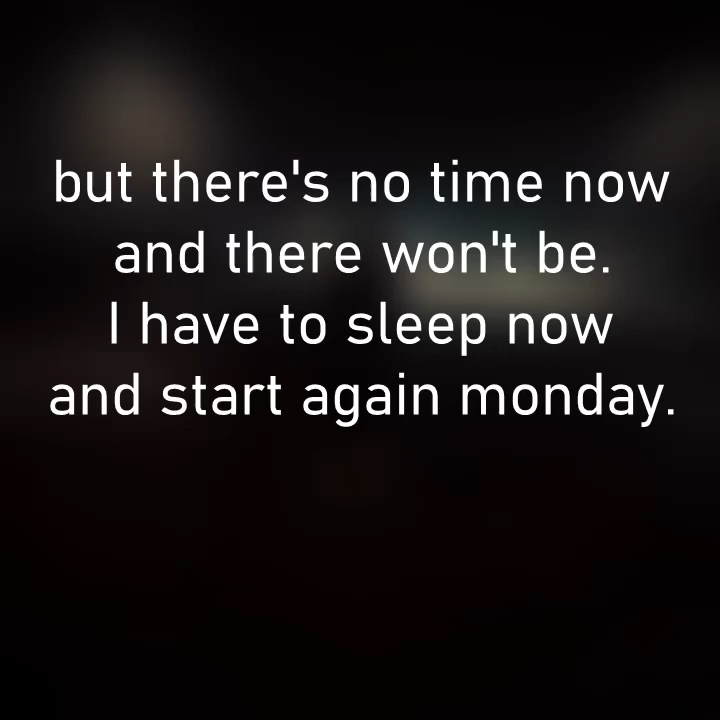 but there's no time now
and there won't be.
I have to sleep now
and start again monday.